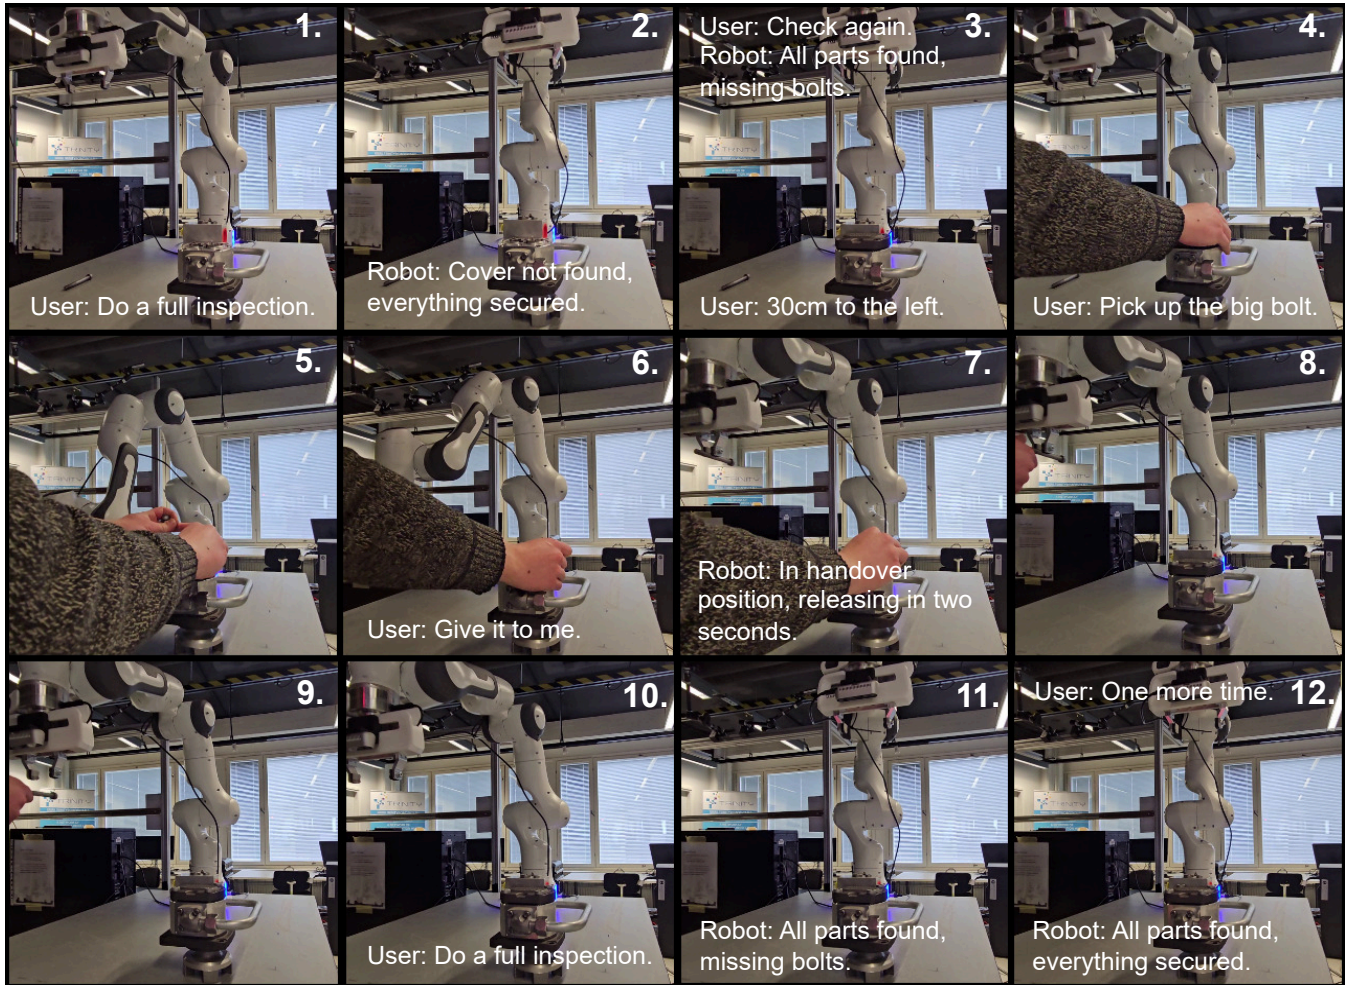 1.
User: Do a full inspection.
2.
Robot: Cover not found,
everything secured.
User: Check again.
3.
Robot: All parts found,
missing bolts.
User: 30cm to the left.
4.
User: Pick up the big bolt.
5.
6.
User: Give it to me.
7.
Robot: In handover
position, releasing in two
seconds.
8.
9.
TRINITY
10.
TRINITY
User: Do a full inspection.
11.
Robot: All parts found,
missing bolts.
User: One more time.
12.
Robot: All parts found,
everything secured.